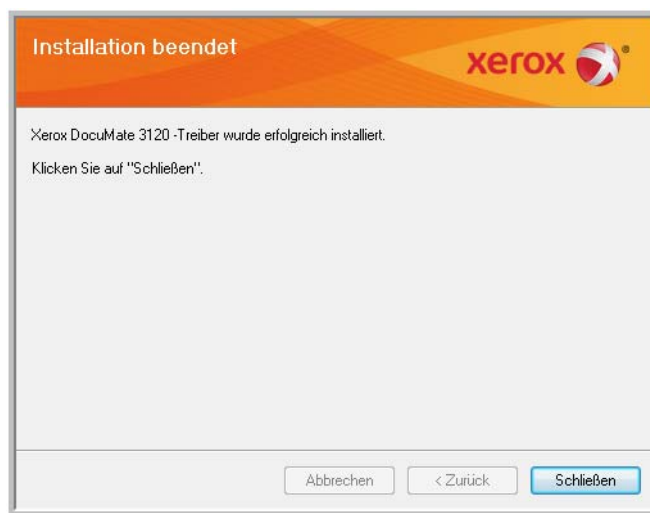 Installation beendet
xerox
Xerox DocuMate 3120 -Treiber wurde erfolgreich installiert.
Klicken Sie auf "Schließen".
Abbrechen
< Zurück
Schließen